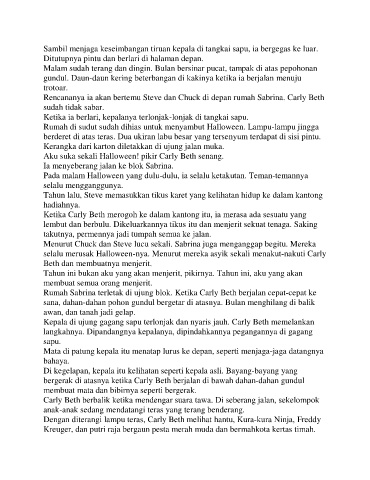 Sambil menjaga keseimbangan tiruan kepala di tangkai sapu, ia bergegas ke luar.
Ditutupnya pintu dan berlari di halaman depan.
Malam sudah terang dan dingin. Bulan bersinar pucat, tampak di atas pepohonan
gundul. Daun-daun kering beterbangan di kakinya ketika ia berjalan menuju
trotoar.
Rencananya ia akan bertemu Steve dan Chuck di depan rumah Sabrina. Carly Beth
sudah tidak sabar.
Ketika ia berlari, kepalanya terlonjak-lonjak di tangkai sapu.
Rumah di sudut sudah dihias untuk menyambut Halloween. Lampu-lampu jingga
berderet di atas teras. Dua ukiran labu besar yang tersenyum terdapat di sisi pintu.
Kerangka dari karton diletakkan di ujung jalan muka.
Aku suka sekali Halloween! pikir Carly Beth senang.
Ia menyeberang jalan ke blok Sabrina.
Pada malam Halloween yang dulu-dulu, ia selalu ketakutan. Teman-temannya
selalu mengganggunya.
Tahun lalu, Steve memasukkan tikus karet yang kelihatan hidup ke dalam kantong
hadiahnya.
Ketika Carly Beth merogoh ke dalam kantong itu, ia merasa ada sesuatu yang
lembut dan berbulu. Dikeluarkannya tikus itu dan menjerit sekuat tenaga. Saking
takutnya, permennya jadi tumpah semua ke jalan.
Menurut Chuck dan Steve lucu sekali. Sabrina juga menganggap begitu. Mereka
selalu merusak Halloween-nya. Menurut mereka asyik sekali menakut-nakuti Carly
Beth dan membuatnya menjerit.
Tahun ini bukan aku yang akan menjerit, pikirnya. Tahun ini, aku yang akan
membuat semua orang menjerit.
Rumah Sabrina terletak di ujung blok. Ketika Carly Beth berjalan cepat-cepat ke
sana, dahan-dahan pohon gundul bergetar di atasnya. Bulan menghilang di balik
awan, dan tanah jadi gelap.
Kepala di ujung gagang sapu terlonjak dan nyaris jauh. Carly Beth memelankan
langkahnya. Dipandangnya kepalanya, dipindahkannya pegangannya di gagang
sapu.
Mata di patung kepala itu menatap lurus ke depan, seperti menjaga-jaga datangnya
bahaya.
Di kegelapan, kepala itu kelihatan seperti kepala asli. Bayang-bayang yang
bergerak di atasnya ketika Carly Beth berjalan di bawah dahan-dahan gundul
membuat mata dan bibirnya seperti bergerak.
Carly Beth berbalik ketika mendengar suara tawa. Di seberang jalan, sekelompok
anak-anak sedang mendatangi teras yang terang benderang.
Dengan diterangi lampu teras, Carly Beth melihat hantu, Kura-kura Ninja, Freddy
Kreuger, dan putri raja bergaun pesta merah muda dan bermahkota kertas timah.